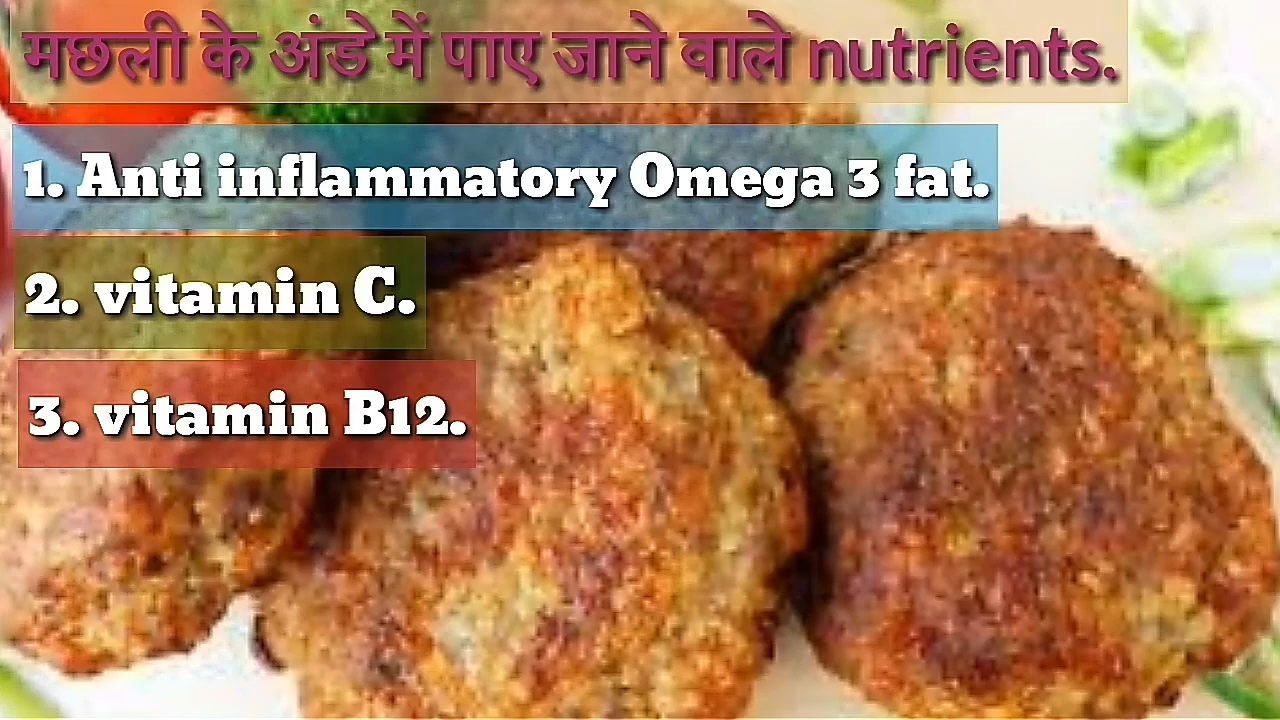 मछली के अंडे में पाए जाने वाले nutrients.
1. Anti inflammatory Omega 3 fat.
2. vitamin C.
3. vitamin B12.